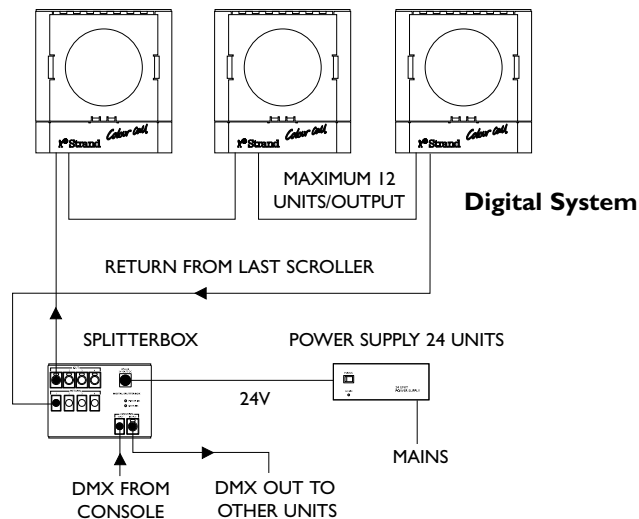 Strand Colour Call
Strand Colour Call
Strand Colour Call
MAXIMUM 12
UNITS/OUTPUT
Digital System
RETURN FROM LAST SCROLLER
SPLITTERBOX
POWER SUPPLY 24 UNITS
24V
MAINS
DMX FROM
CONSOLE
DMX OUT TO
OTHER UNITS